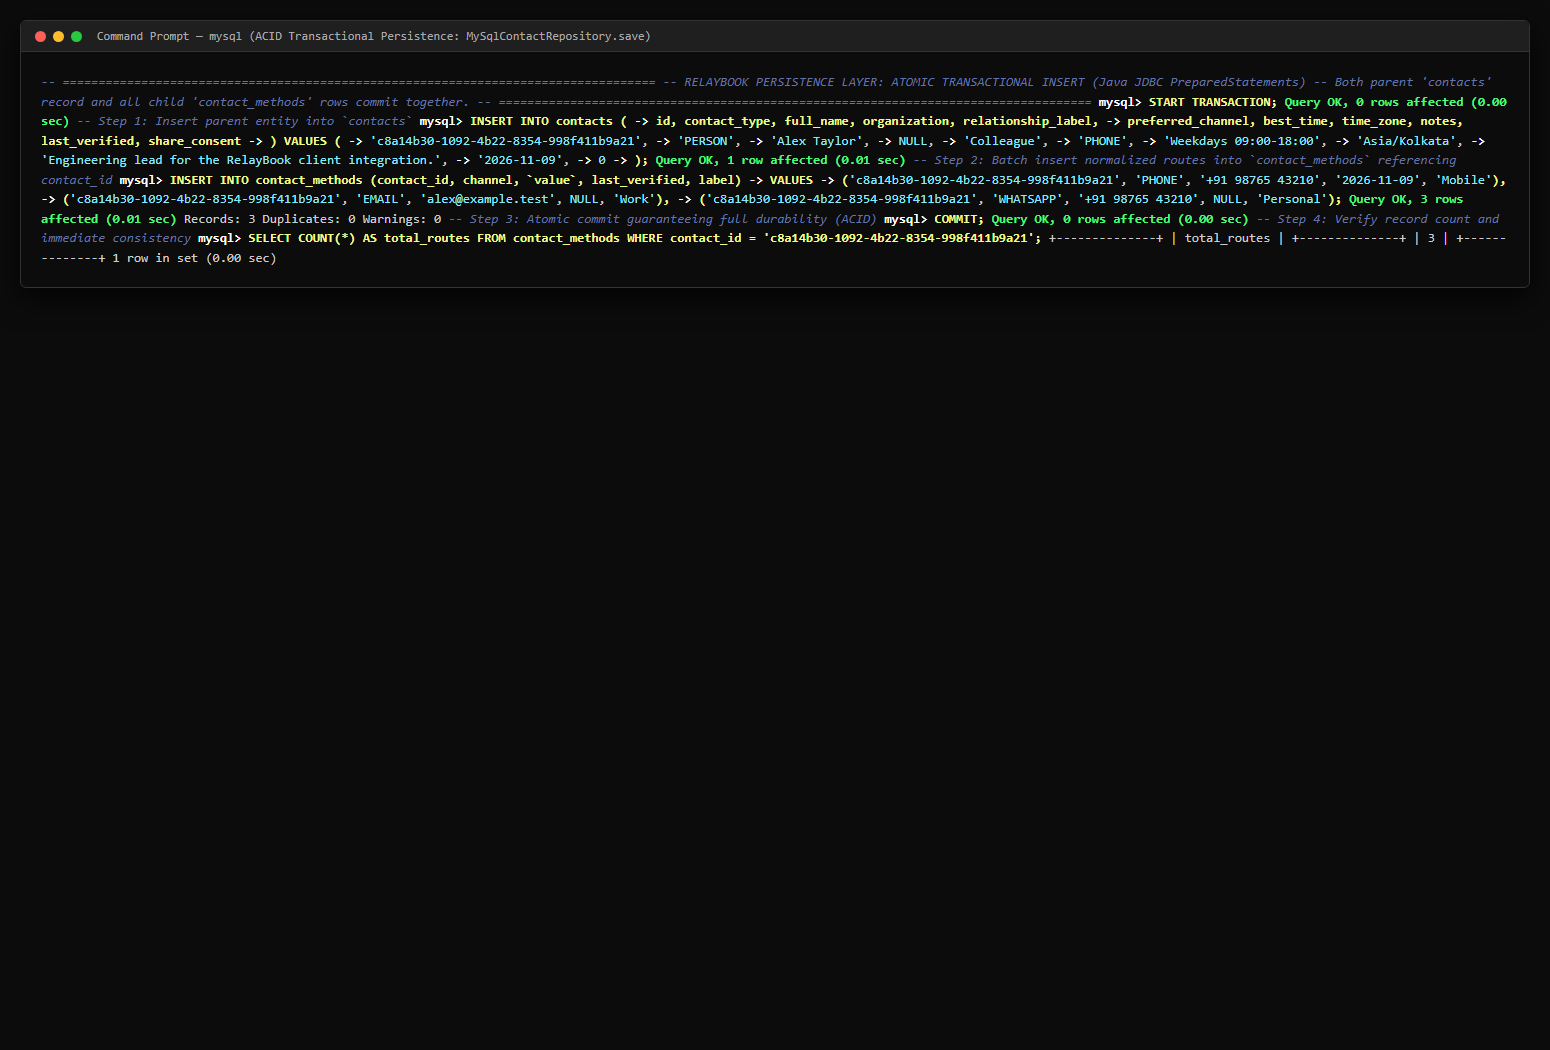 Command Prompt — mysql (ACID Transactional Persistence: MySqlContactRepository.save)
-- =================================================================================== -- RELAYBOOK PERSISTENCE LAYER: ATOMIC TRANSACTIONAL INSERT (Java JDBC PreparedStatements) -- Both parent 'contacts'
record and all child 'contact_methods' rows commit together. -- =================================================================================== mysql> START TRANSACTION; Query OK, 0 rows affected (0.00
sec) -- Step 1: Insert parent entity into `contacts` mysql> INSERT INTO contacts ( -> id, contact_type, full_name, organization, relationship_label, -> preferred_channel, best_time, time_zone, notes,
last_verified, share_consent -> ) VALUES ( -> 'c8a14b30-1092-4b22-8354-998f411b9a21', -> 'PERSON', -> 'Alex Taylor', -> NULL, -> 'Colleague', -> 'PHONE', -> 'Weekdays 09:00-18:00', -> 'Asia/Kolkata', ->
'Engineering lead for the RelayBook client integration.', -> '2026-11-09', -> 0 -> ); Query OK, 1 row affected (0.01 sec) -- Step 2: Batch insert normalized routes into `contact_methods` referencing
contact_id mysql> INSERT INTO contact_methods (contact_id, channel, `value`, last_verified, label) -> VALUES -> ('c8a14b30-1092-4b22-8354-998f411b9a21', 'PHONE', '+91 98765 43210', '2026-11-09', 'Mobile'),
-> ('c8a14b30-1092-4b22-8354-998f411b9a21', 'EMAIL', 'alex@example.test', NULL, 'Work'), -> ('c8a14b30-1092-4b22-8354-998f411b9a21', 'WHATSAPP', '+91 98765 43210', NULL, 'Personal'); Query OK, 3 rows
affected (0.01 sec) Records: 3 Duplicates: 0 Warnings: 0 -- Step 3: Atomic commit guaranteeing full durability (ACID) mysql> COMMIT; Query OK, 0 rows affected (0.00 sec) -- Step 4: Verify record count and
immediate consistency mysql> SELECT COUNT(*) AS total_routes FROM contact_methods WHERE contact_id = 'c8a14b30-1092-4b22-8354-998f411b9a21'; +--------------+ | total_routes | +--------------+ | 3 | +------
--------+ 1 row in set (0.00 sec)